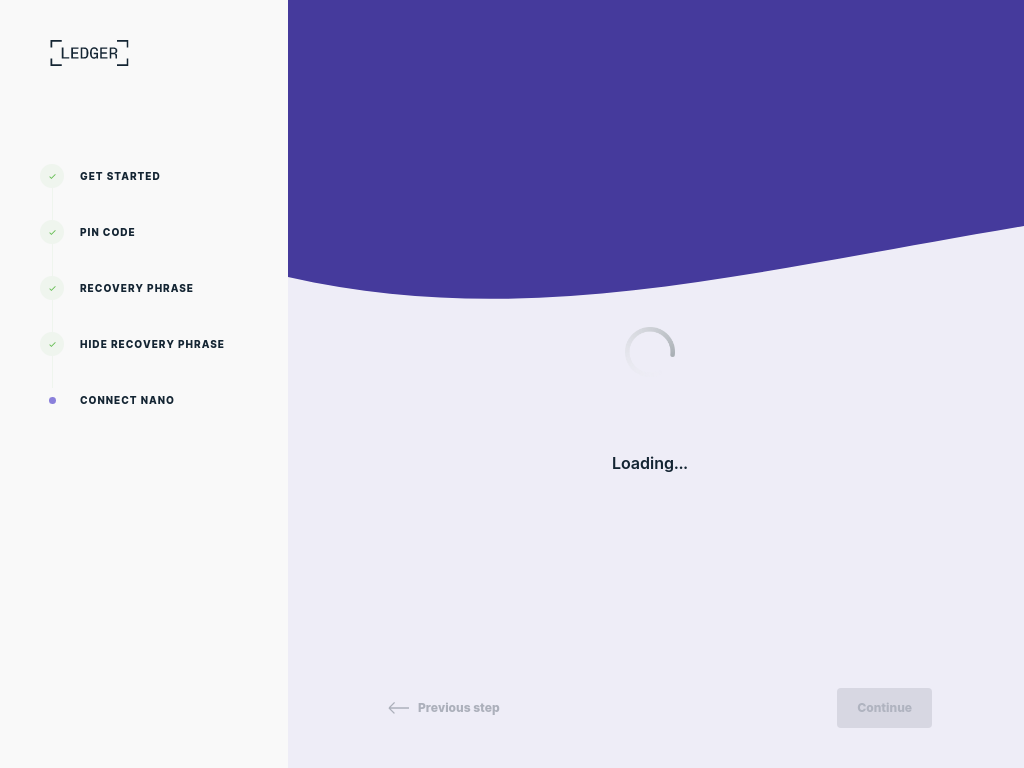 LEDGER
GET STARTED
PIN CODE
RECOVERY PHRASE
HIDE RECOVERY PHRASE
CONNECT NANO
Loading...
Previous step
Continue